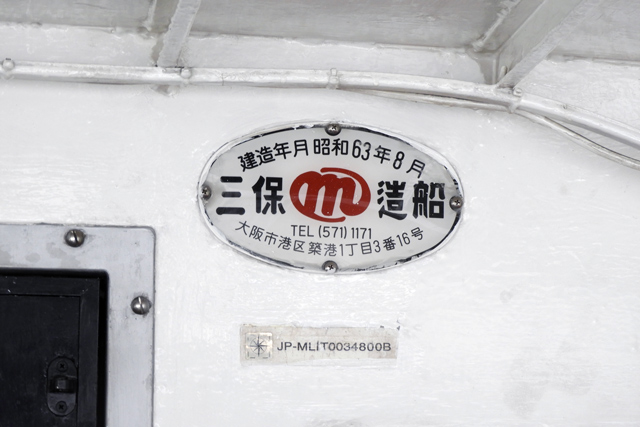 建造年月昭和63年8月
三保 m 造船
TEL (571) 1171
大阪市港区築港1丁目3番16号
JP-MLIT0034800B